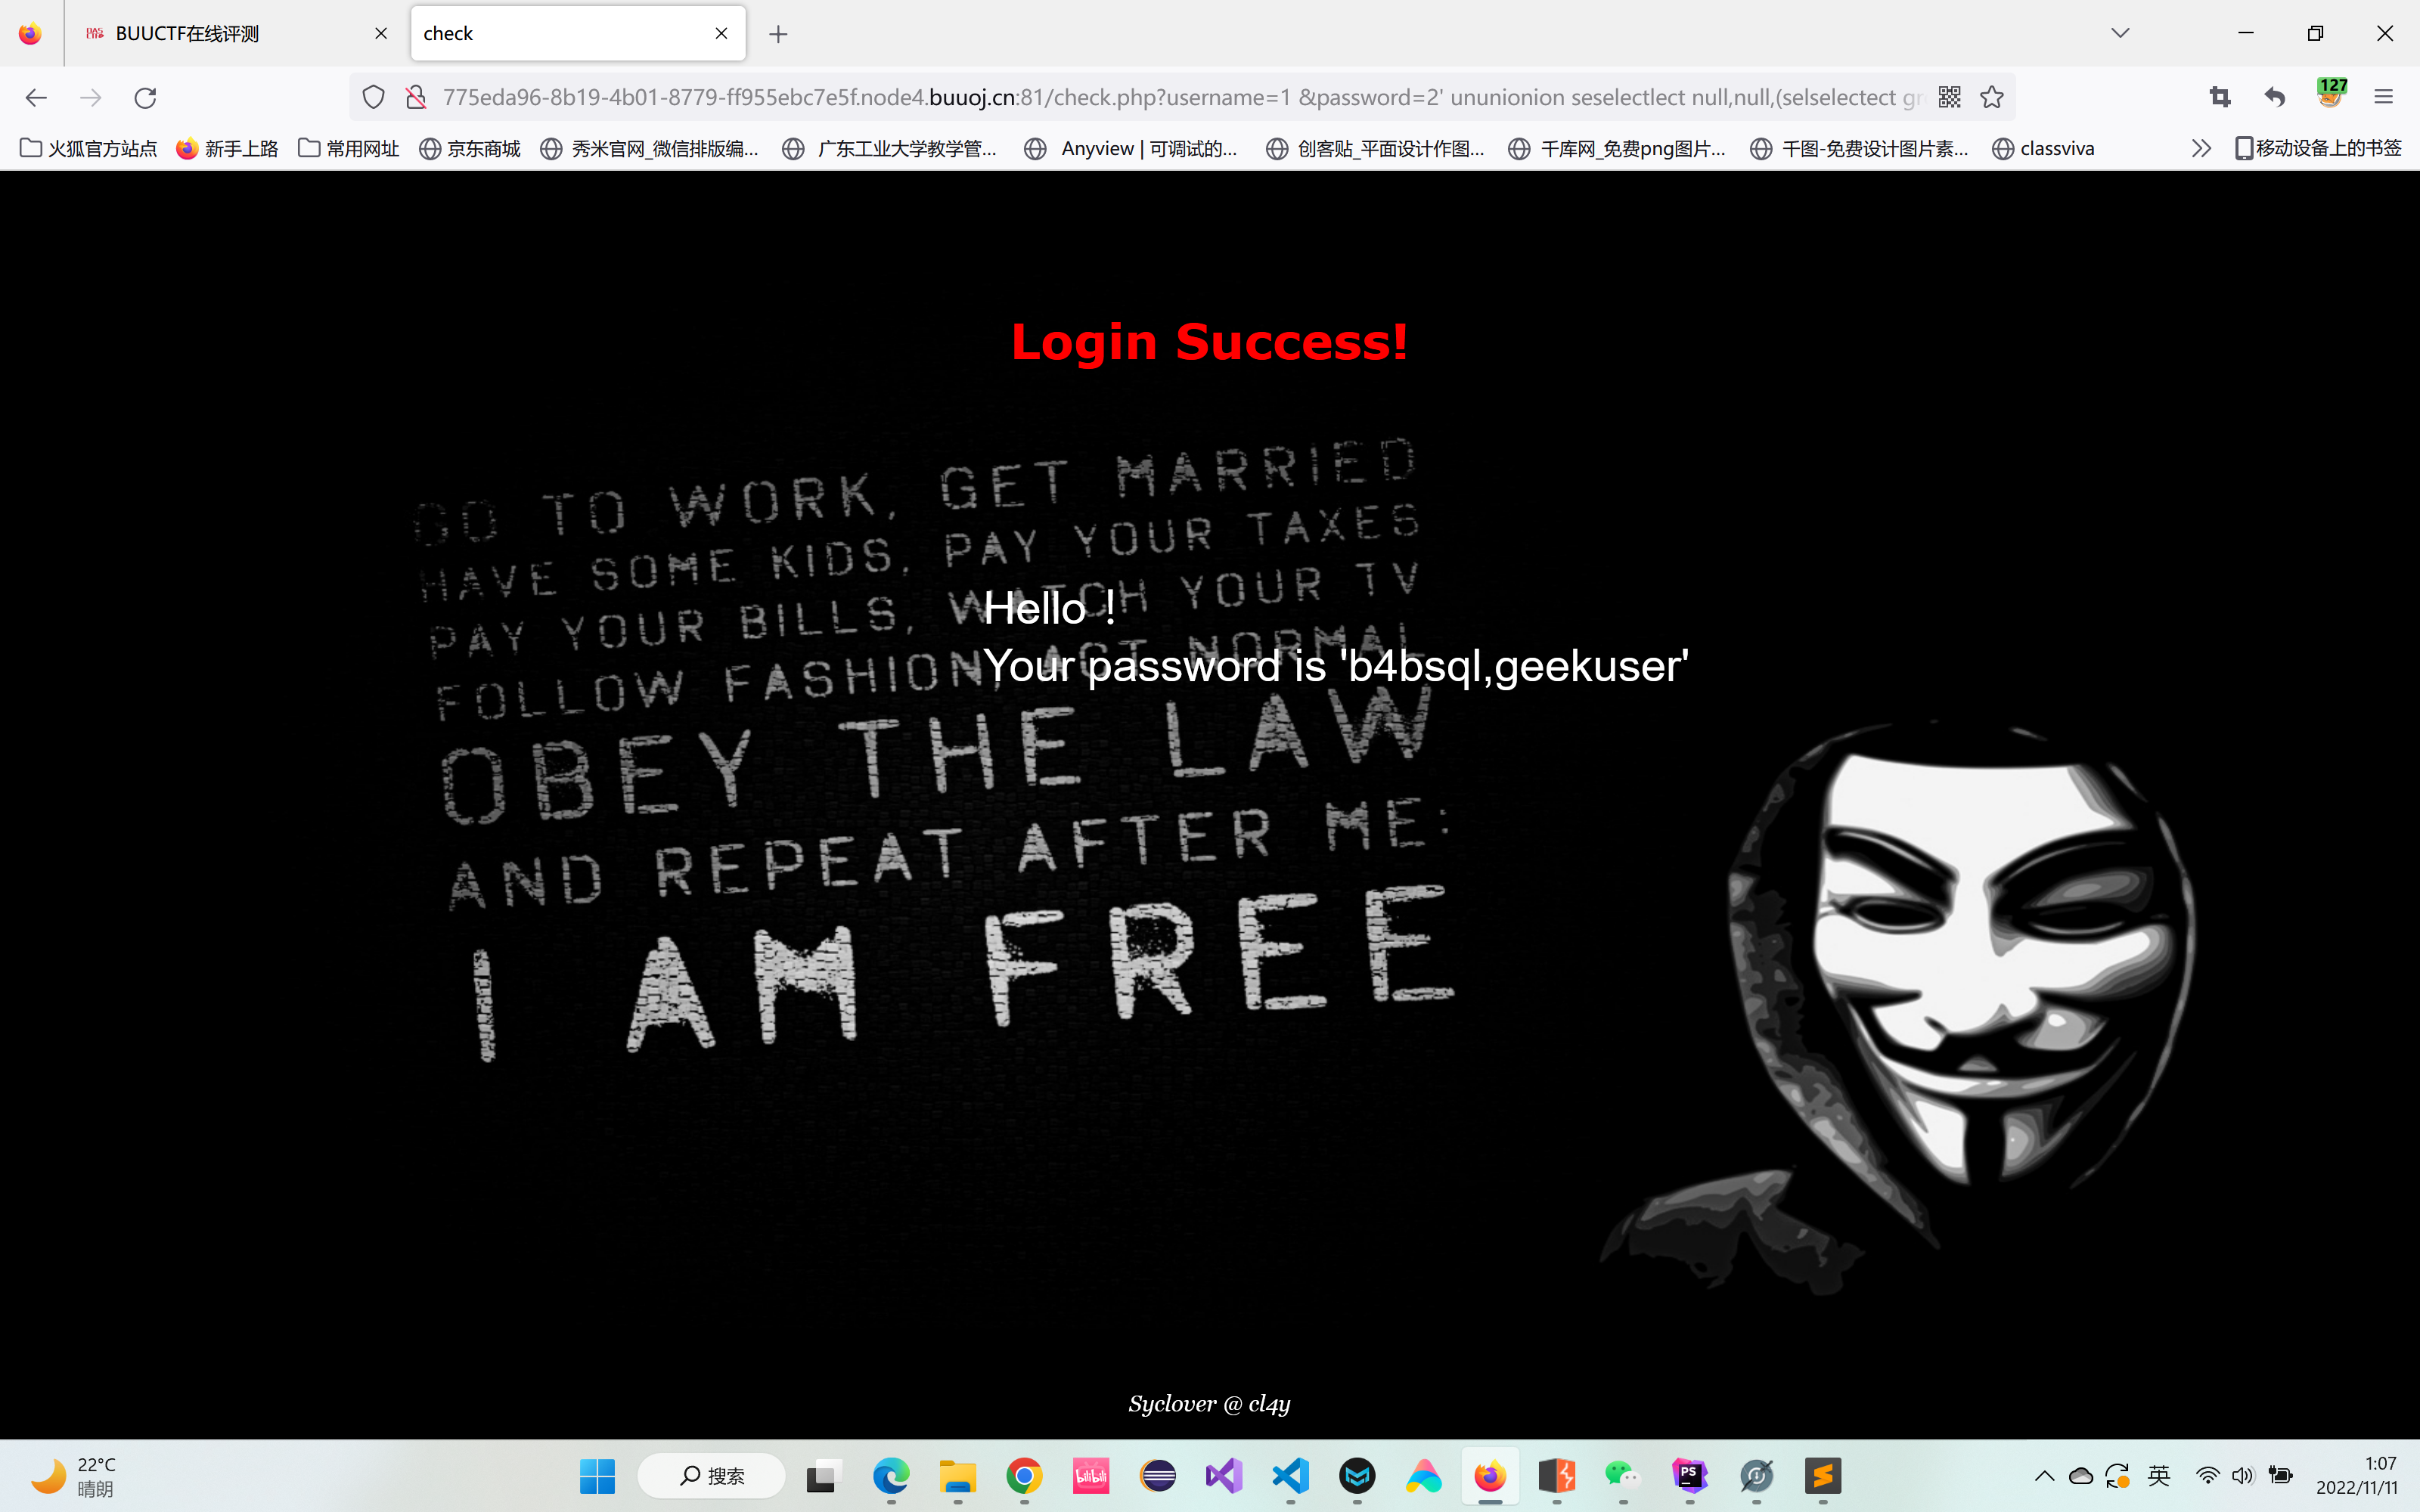 BUUCTF在线评测
check
775eda96-8b19-4b01-8779-ff955ebc7e5f.node4.buuoj.cn:81/check.php?username=1 &password=2' ununionion seselectlect null,null,(selselectect gr
127
火狐官方站点
新手上路
常用网址
京东商城
秀米官网_微信排版编...
广东工业大学教学管...
Anyview | 可调试的...
创客贴_平面设计作图...
千库网_免费png图片...
千图-免费设计图片素...
classviva
移动设备上的书签
Login Success!
GO TO WORK, GET MARRIED
HAVE SOME KIDS, PAY YOUR TAXES
PAY YOUR BILLS, WATCH YOUR TV
FOLLOW FASHION, ACT NORMAL
OBEY THE LAW
AND REPEAT AFTER ME:
I AM FREE
Hello !
Your password is 'b4bsql,geekuser'
Syclover @ cl4y
22°C
晴朗
搜索
bilibili
PS
英
1:07
2022/11/11